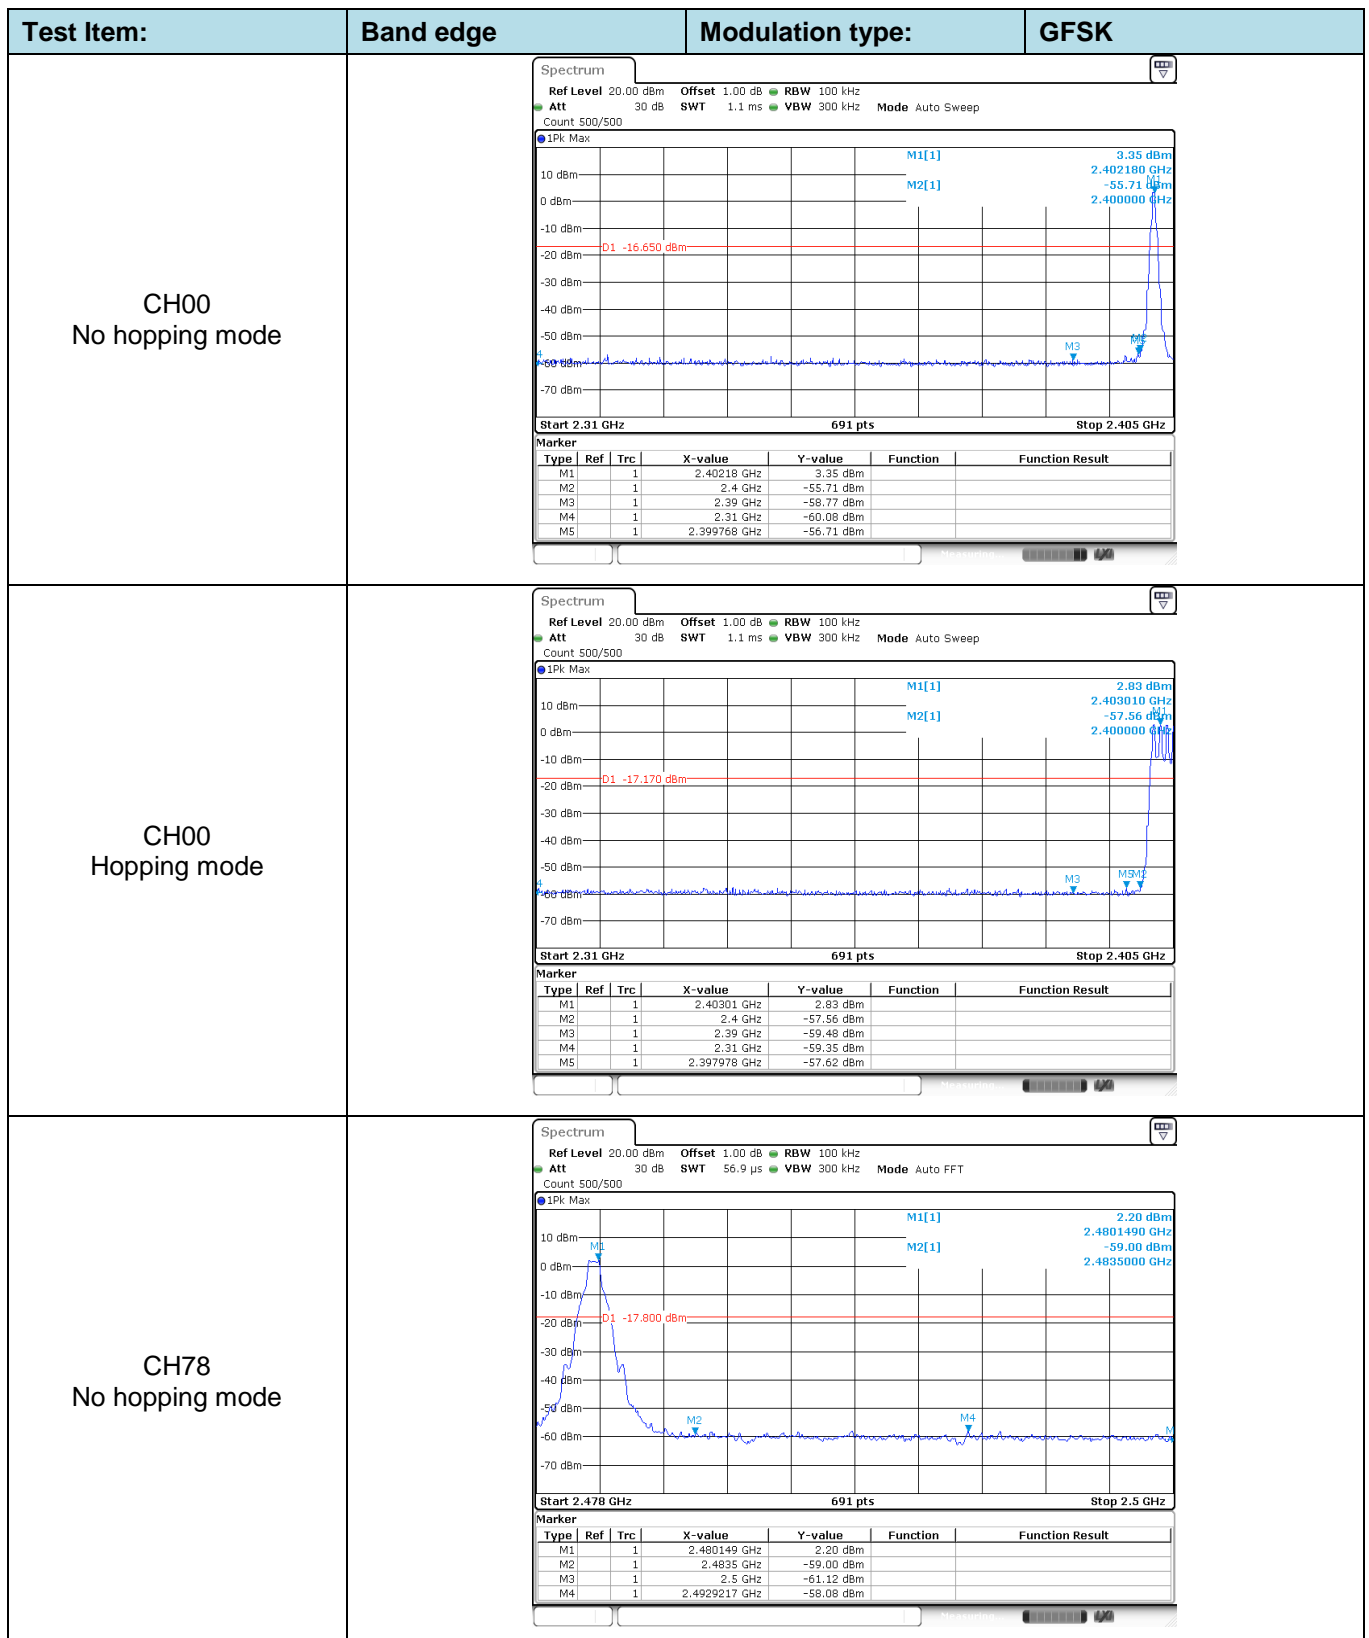 Test Item: Band edge Modulation type: GFSK
CH00
No hopping mode
Spectrum
Ref Level 20.00 dBm Offset 1.00 dB RBW 100 kHz
Att 30 dB SWT 1.1 ms VBW 300 kHz Mode Auto Sweep
Count 500/500
1Pk Max
M1[1] 3.35 dBm
2.402180 GHz
M2[1] -55.71 dBm
2.400000 GHz
M1
10 dBm
0 dBm
-10 dBm
D1 -16.650 dBm
-20 dBm
-30 dBm
-40 dBm
-50 dBm
M3
-60 dBm
-70 dBm
Start 2.31 GHz 691 pts Stop 2.405 GHz
Marker
Type Ref Trc X-value Y-value Function Function Result
M1 1 2.40218 GHz 3.35 dBm
M2 1 2.4 GHz -55.71 dBm
M3 1 2.39 GHz -58.77 dBm
M4 1 2.31 GHz -60.08 dBm
M5 1 2.399768 GHz -56.71 dBm
Measuring...
CH00
Hopping mode
Spectrum
Ref Level 20.00 dBm Offset 1.00 dB RBW 100 kHz
Att 30 dB SWT 1.1 ms VBW 300 kHz Mode Auto Sweep
Count 500/500
1Pk Max
M1[1] 2.83 dBm
2.403010 GHz
M2[1] -57.56 dBm
2.400000 GHz
M1
10 dBm
0 dBm
-10 dBm
D1 -17.170 dBm
-20 dBm
-30 dBm
-40 dBm
-50 dBm
M3 M5 M2
-60 dBm
-70 dBm
Start 2.31 GHz 691 pts Stop 2.405 GHz
Marker
Type Ref Trc X-value Y-value Function Function Result
M1 1 2.40301 GHz 2.83 dBm
M2 1 2.4 GHz -57.56 dBm
M3 1 2.39 GHz -59.48 dBm
M4 1 2.31 GHz -59.35 dBm
M5 1 2.397978 GHz -57.62 dBm
Measuring...
CH78
No hopping mode
Spectrum
Ref Level 20.00 dBm Offset 1.00 dB RBW 100 kHz
Att 30 dB SWT 56.9 µs VBW 300 kHz Mode Auto FFT
Count 500/500
1Pk Max
M1[1] 2.20 dBm
2.4801490 GHz
M2[1] -59.00 dBm
2.4835000 GHz
10 dBm
M1
0 dBm
-10 dBm
D1 -17.800 dBm
-20 dBm
-30 dBm
-40 dBm
-50 dBm
M2 M4
-60 dBm
-70 dBm
Start 2.478 GHz 691 pts Stop 2.5 GHz
Marker
Type Ref Trc X-value Y-value Function Function Result
M1 1 2.480149 GHz 2.20 dBm
M2 1 2.4835 GHz -59.00 dBm
M3 1 2.5 GHz -61.12 dBm
M4 1 2.4929217 GHz -58.08 dBm
Measuring...